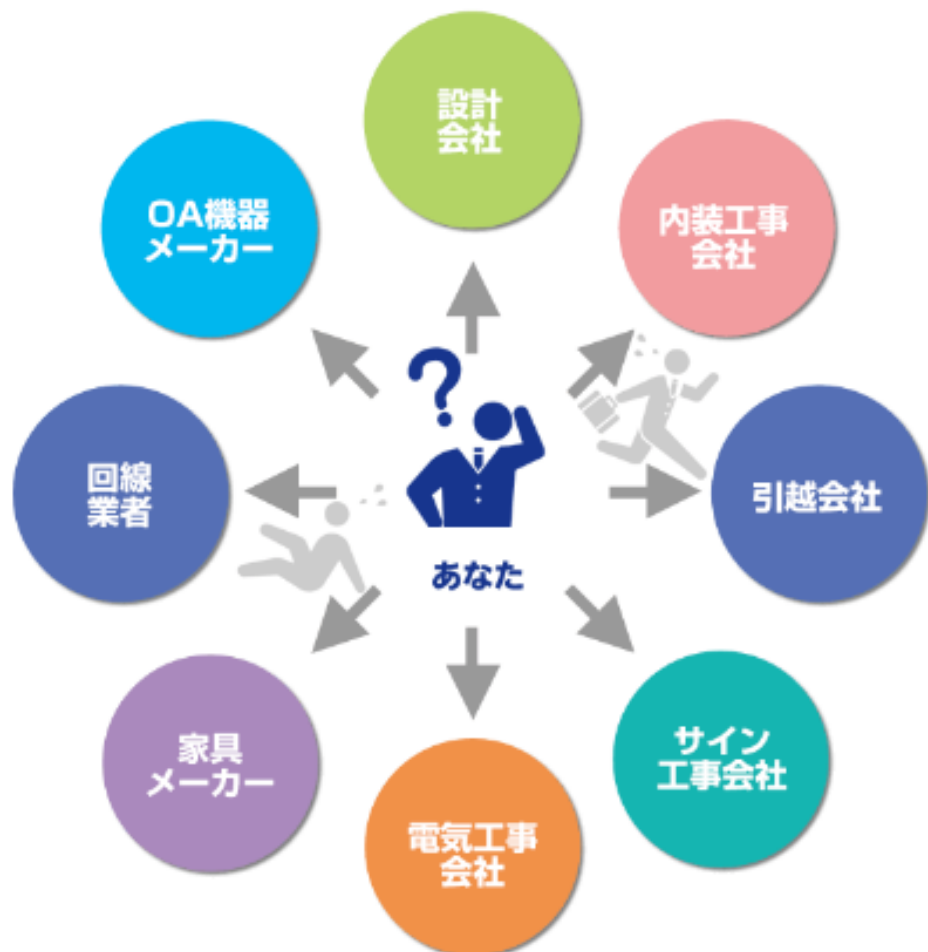 設計
会社
内装工事
会社
引越会社
サイン
工事会社
電気工事
会社
家具
メーカー
回線
業者
OA機器
メーカー
?
あなた